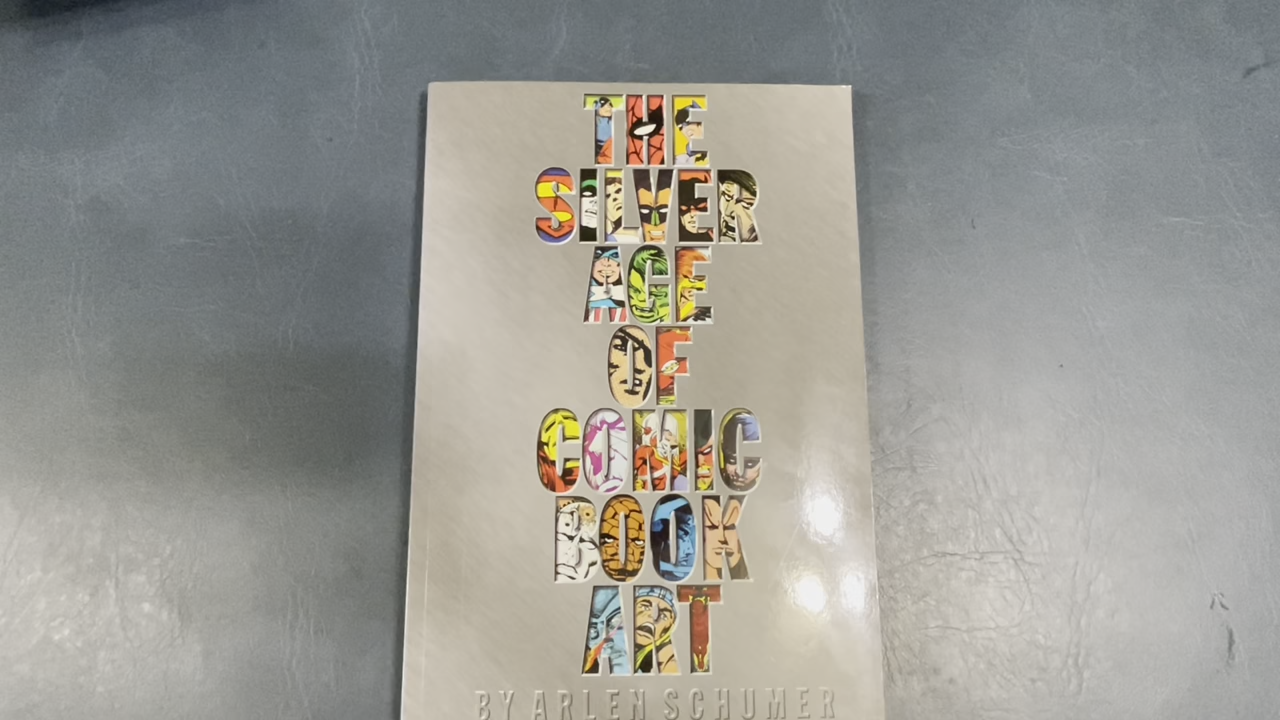 THE
SILVER
AGE
OF
COMIC
BOOK
ART
BY ARLEN SCHUMER